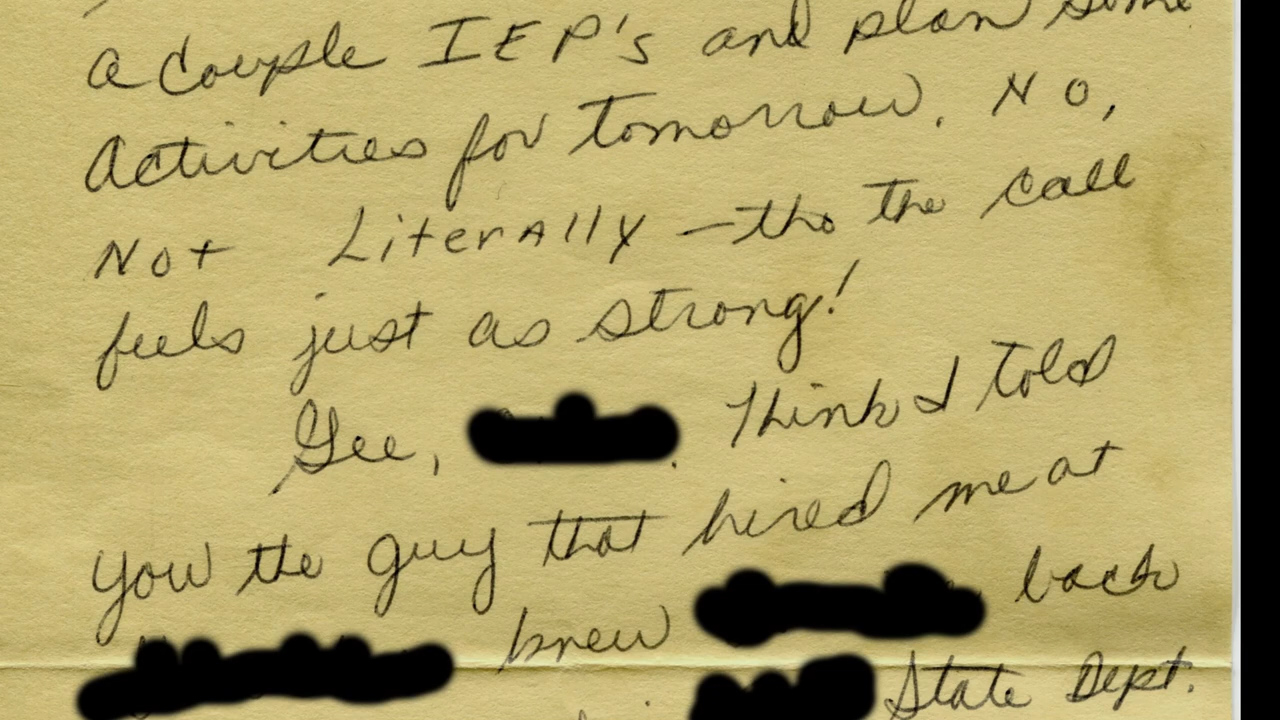 a couple IEP's and plan some
Activities for tomorrow. No,
Not Literally – tho the call
feels just as strong!
Gee, . Think I told
you the guy that hired me at
knew back
State Dept.